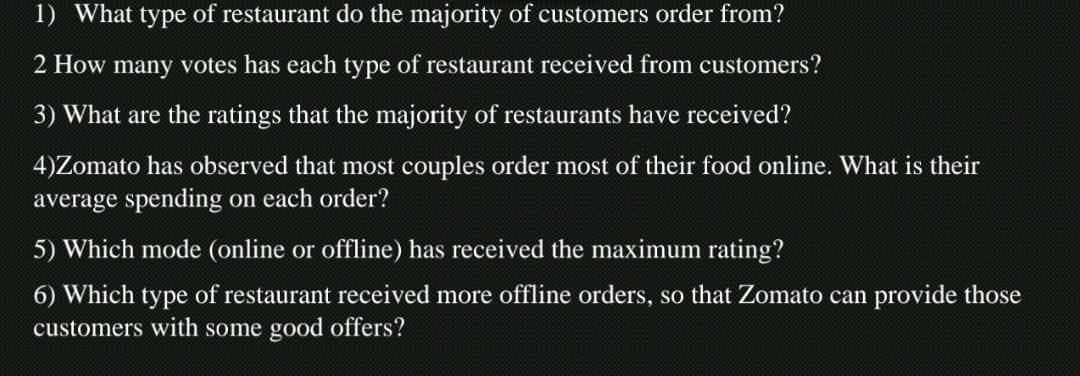 1) What type of restaurant do the majority of customers order from?
2 How many votes has each type of restaurant received from customers?
3) What are the ratings that the majority of restaurants have received?
4)Zomato has observed that most couples order most of their food online. What is their
average spending on each order?
5) Which mode (online or offline) has received the maximum rating?
6) Which type of restaurant received more offline orders, so that Zomato can provide those
customers with some good offers?